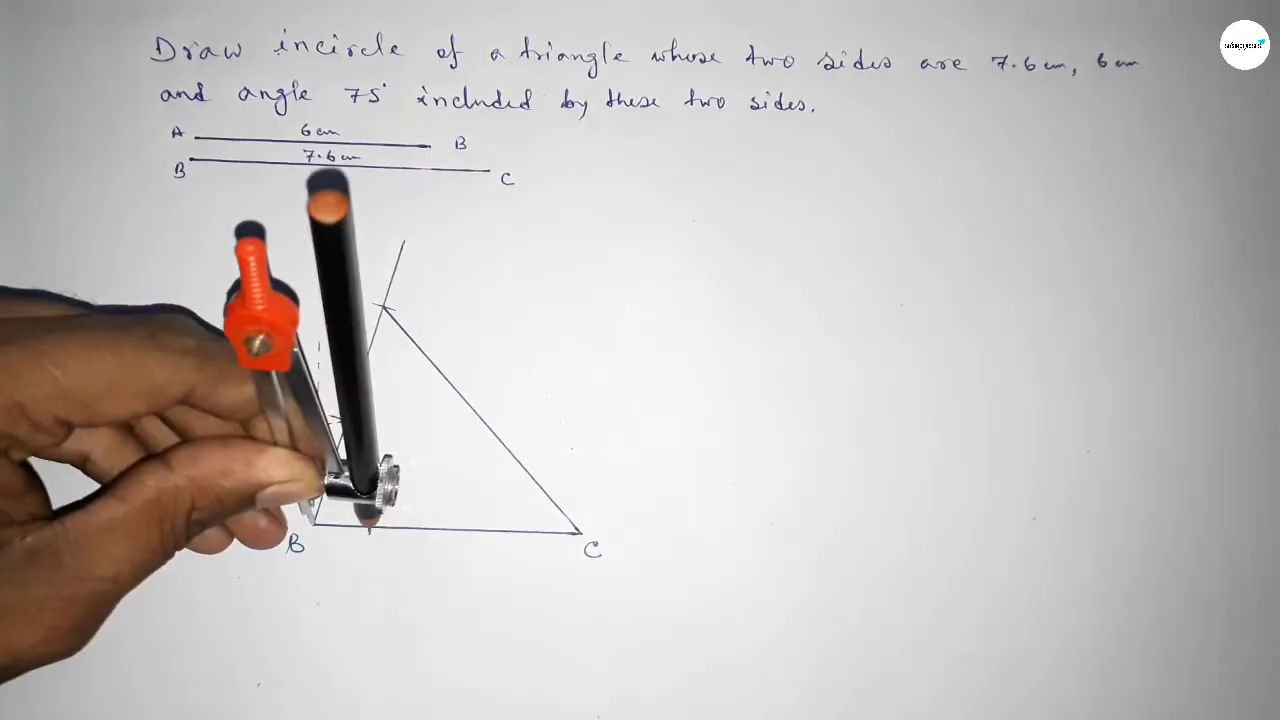 Draw incircle of a triangle whose two sides are 7.6 cm, 6 cm
and angle 75° included by these two sides.
A 6 cm B
B 7.6 cm C
B C